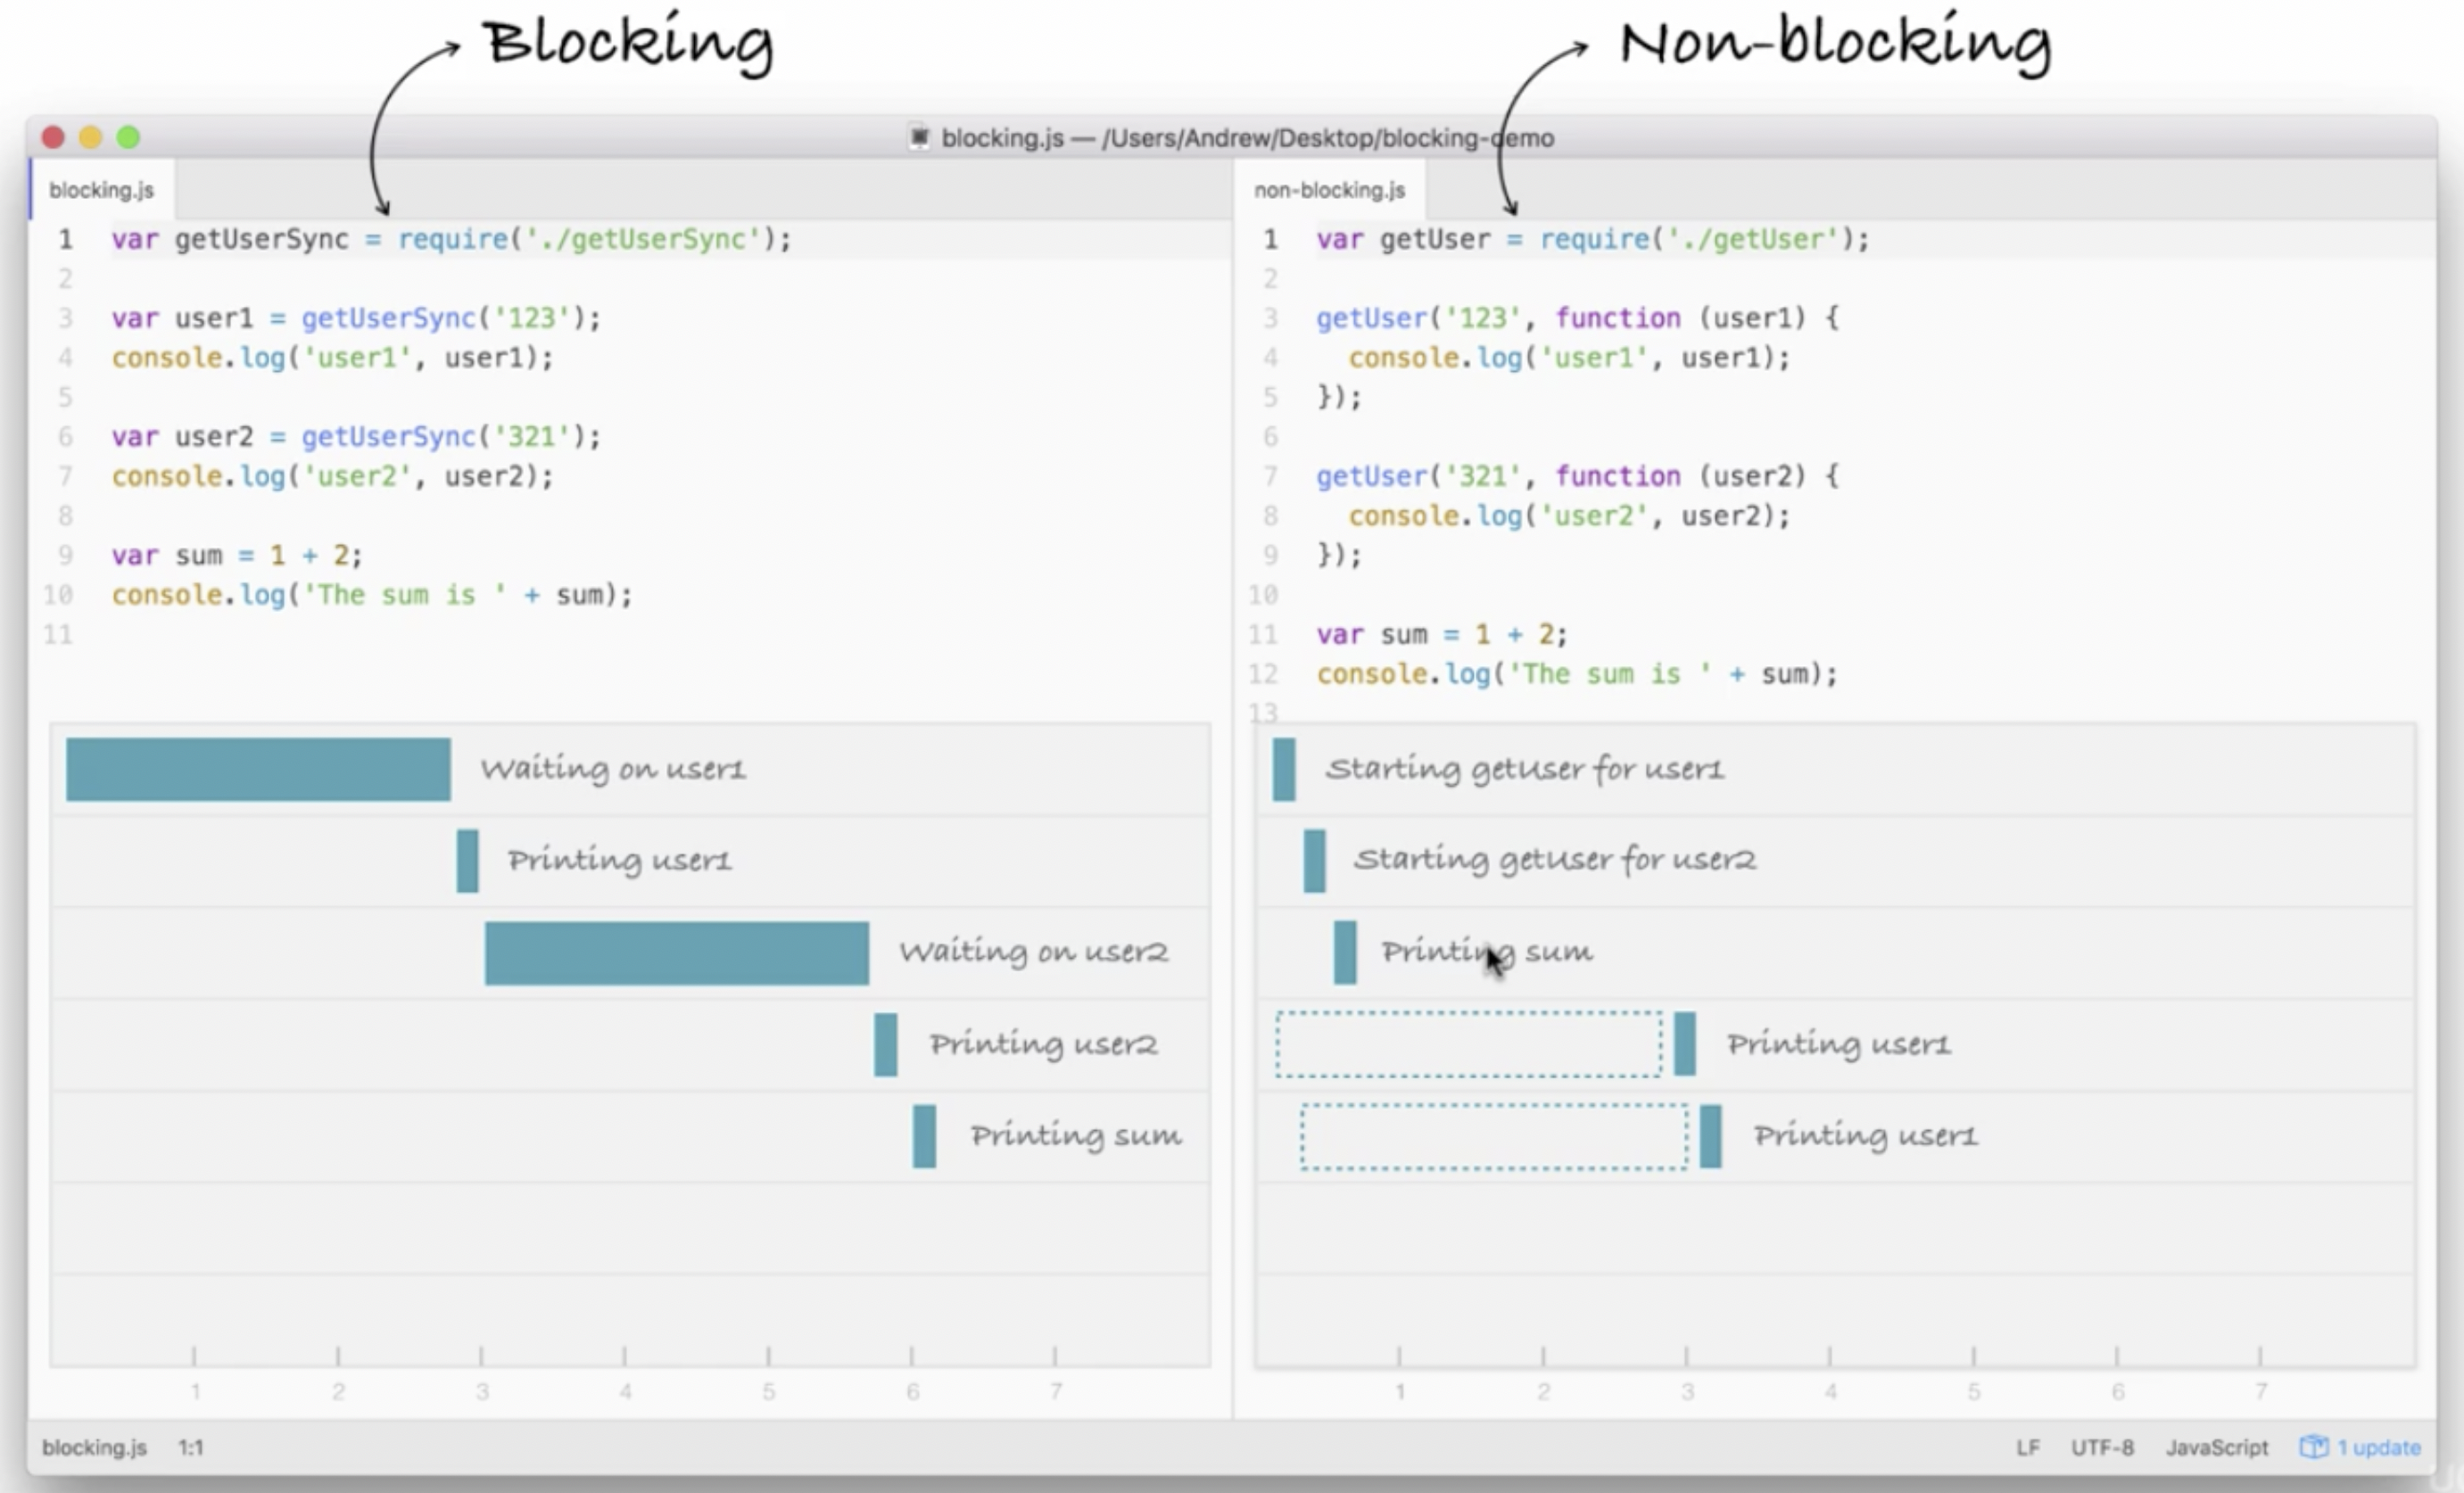 Blocking
Non-blocking
blocking.js — /Users/Andrew/Desktop/blocking-demo
blocking.js
1 var getUserSync = require('./getUserSync');
2
3 var user1 = getUserSync('123');
4 console.log('user1', user1);
5
6 var user2 = getUserSync('321');
7 console.log('user2', user2);
8
9 var sum = 1 + 2;
10 console.log('The sum is ' + sum);
11
Waiting on user1
Printing user1
Waiting on user2
Printing user2
Printing sum
1 2 3 4 5 6 7
non-blocking.js
1 var getUser = require('./getUser');
2
3 getUser('123', function (user1) {
4   console.log('user1', user1);
5 });
6
7 getUser('321', function (user2) {
8   console.log('user2', user2);
9 });
10
11 var sum = 1 + 2;
12 console.log('The sum is ' + sum);
13
Starting getUser for user1
Starting getUser for user2
Printing sum
Printing user1
Printing user1
1 2 3 4 5 6 7
blocking.js 1:1 LF UTF-8 JavaScript 1 update